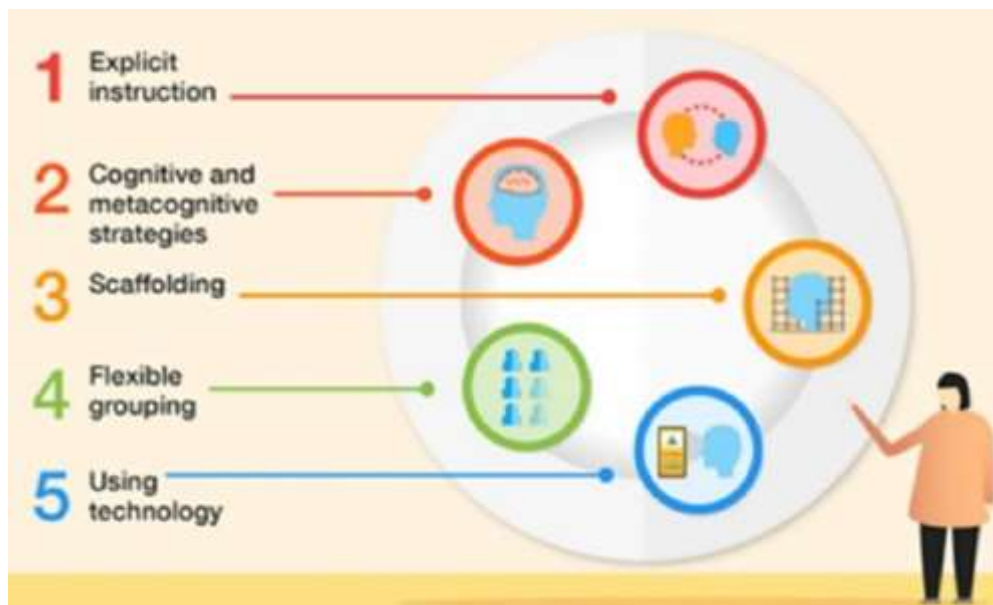 1 Explicit
instruction
2 Cognitive and
metacognitive
strategies
3 Scaffolding
4 Flexible
grouping
5 Using
technology